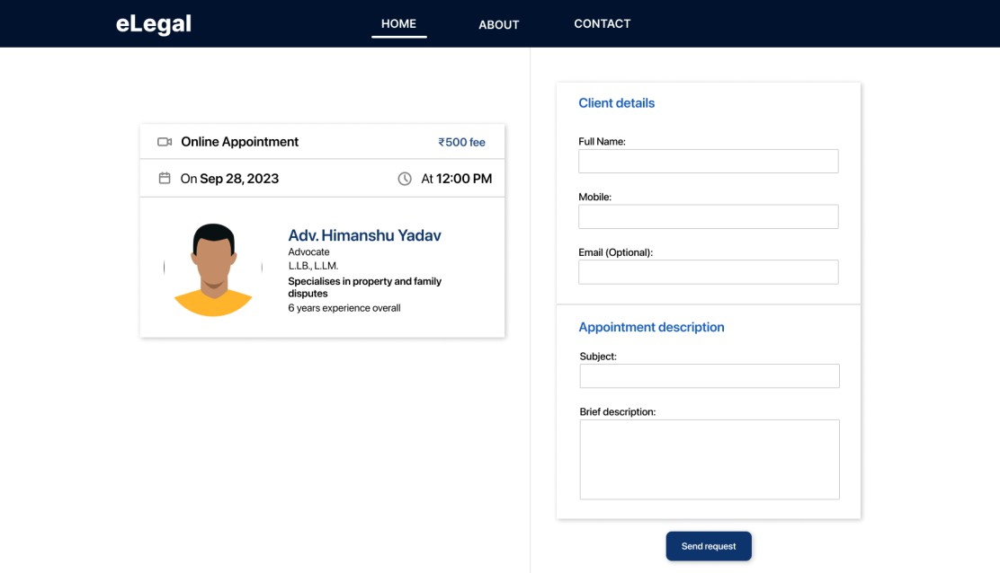 eLegal
HOME
ABOUT
CONTACT
Online Appointment
₹500 fee
On Sep 28, 2023
At 12:00 PM
Adv. Himanshu Yadav
Advocate
L.LB., L.LM.
Specialises in property and family
disputes
6 years experience overall
Client details
Full Name:
Mobile:
Email (Optional):
Appointment description
Subject:
Brief description:
Send request